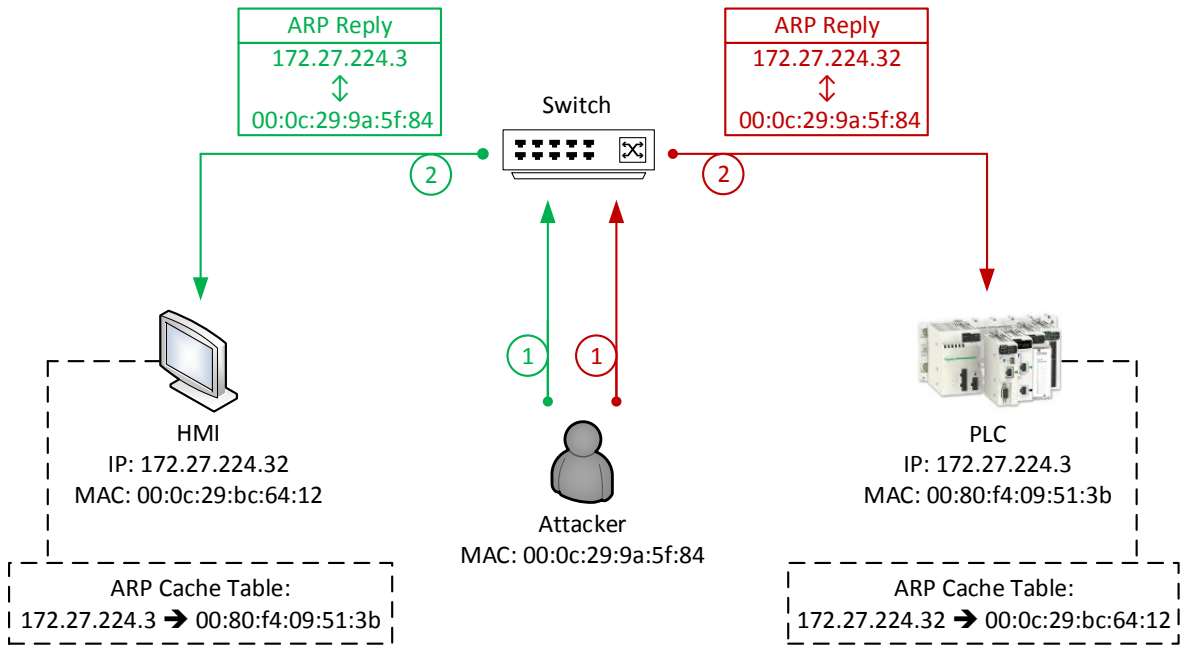 ARP Reply
172.27.224.3
↕
00:0c:29:9a:5f:84
ARP Reply
172.27.224.32
↕
00:0c:29:9a:5f:84
Switch
2
2
1
1
HMI
IP: 172.27.224.32
MAC: 00:0c:29:bc:64:12
Attacker
MAC: 00:0c:29:9a:5f:84
PLC
IP: 172.27.224.3
MAC: 00:80:f4:09:51:3b
ARP Cache Table:
172.27.224.3 ➔ 00:80:f4:09:51:3b
ARP Cache Table:
172.27.224.32 ➔ 00:0c:29:bc:64:12